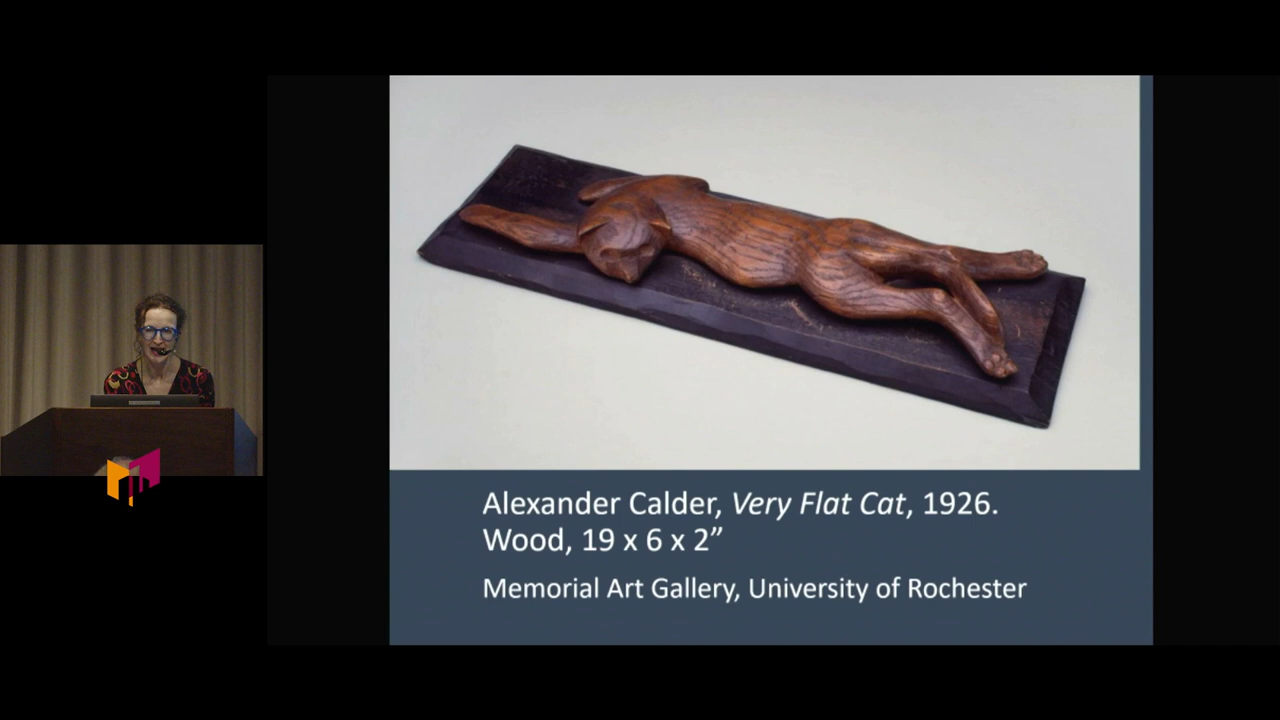 Alexander Calder, Very Flat Cat, 1926.
Wood, 19 x 6 x 2”
Memorial Art Gallery, University of Rochester